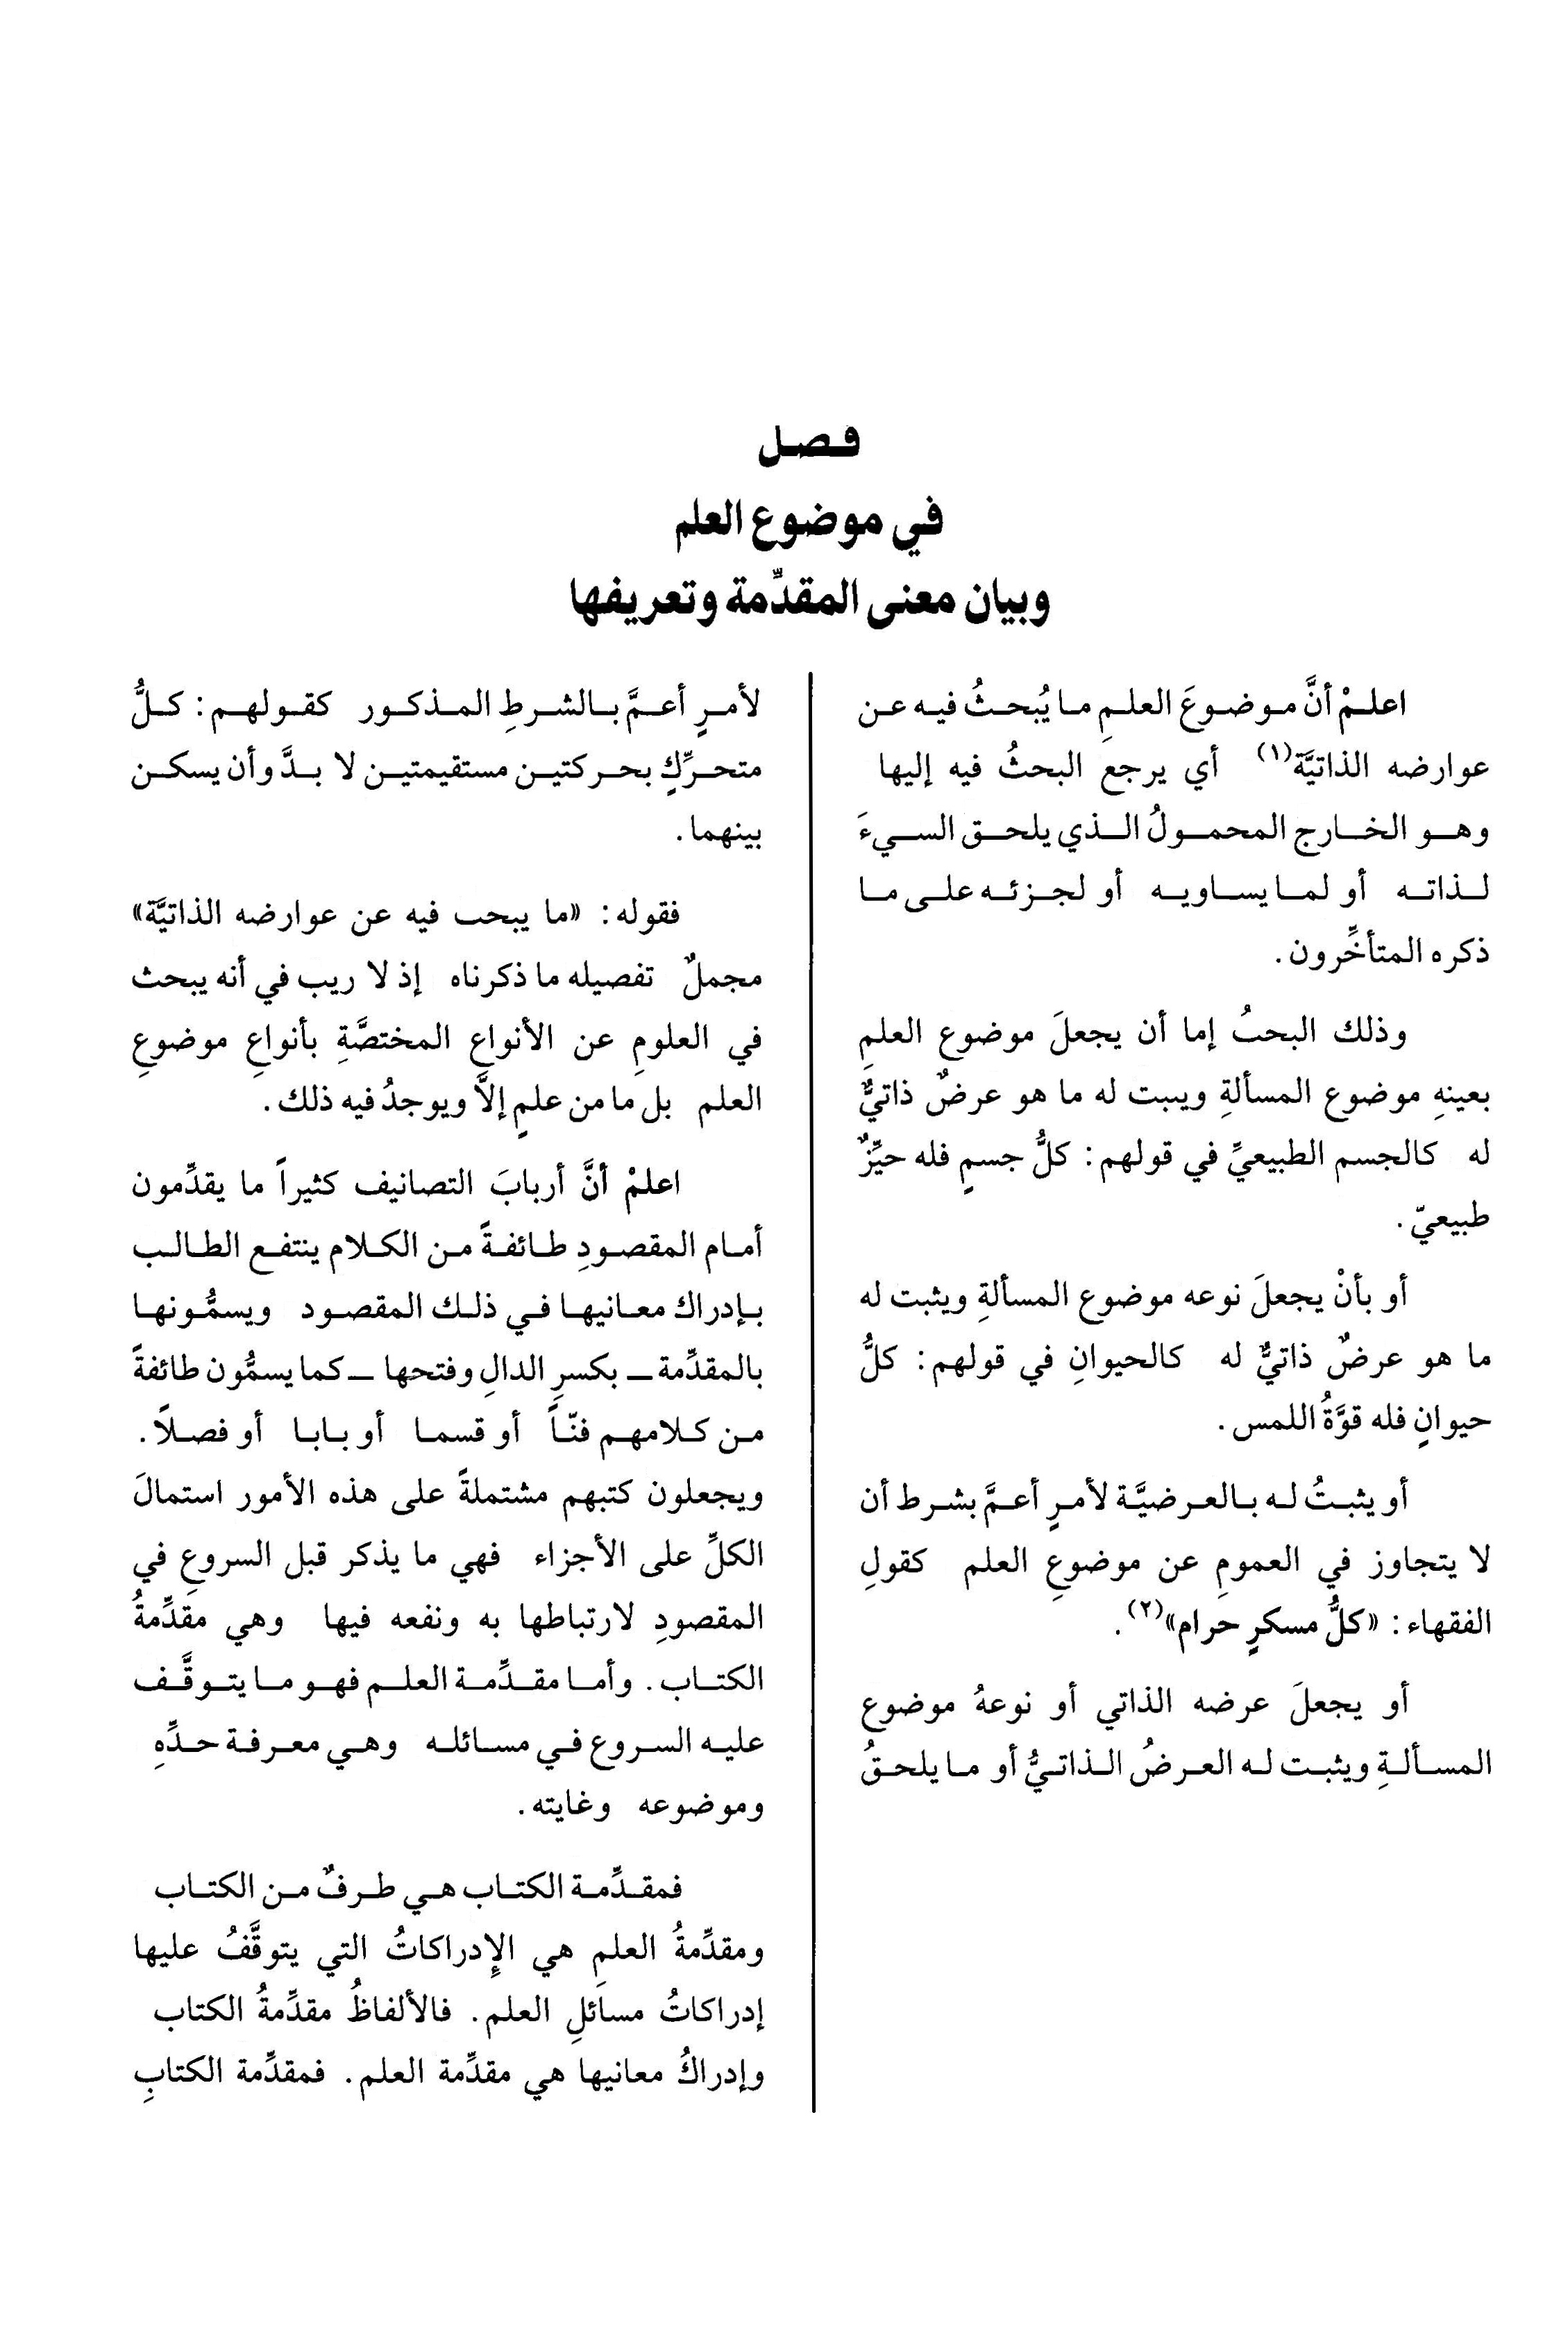 فـصـل
في موضوع العلم
وبيان معنى المقدِّمة وتعريفها
اعلمْ أنَّ موضوعَ العلمِ ما يُبحثُ فيه عن
عوارضه الذاتيَّة(١) أي يرجع البحثُ فيه إليها
وهو الخارج المحمولُ الذي يلحق السيءَ
لذاته أو لما يساويه أو لجزئه على ما
ذكره المتأخِّرون.
وذلك البحثُ إما أن يجعلَ موضوع العلمِ
بعينهِ موضوع المسألةِ ويببت له ما هو عرضٌ ذاتيٌّ
له كالجسم الطبيعيِّ في قولهم: كلُّ جسمٍ فله حيِّزٌ
طبيعيّ.
أو بأنْ يجعلَ نوعه موضوع المسألةِ ويثبت له
ما هو عرضٌ ذاتيٌّ له كالحيوانِ في قولهم: كلُّ
حيوانٍ فله قوَّةُ اللمس.
أو يثبتُ له بالعرضيَّة لأمرٍ أعمَّ بشرط أن
لا يتجاوز في العمومِ عن موضوعِ العلم كقولِ
الفقهاء: «كلُّ مسكرٍ حرام»(٢).
أو يجعلَ عرضه الذاتي أو نوعهُ موضوع
المسألةِ ويثبت له العرضُ الذاتيُّ أو ما يلحقُ
لأمرٍ أعمَّ بالشرطِ المذكور كقولهم: كلُّ
متحرِّكٍ بحركتين مستقيمتين لا بدَّ وأن يسكن
بينهما.
فقوله: «ما يبحب فيه عن عوارضه الذاتيَّة»
مجملٌ تفصيله ما ذكرناه إذ لا ريب في أنه يبحث
في العلومِ عن الأنواعِ المختصَّةِ بأنواعِ موضوعِ
العلم بل ما من علمٍ إلاَّ ويوجدُ فيه ذلك.
اعلمْ أنَّ أربابَ التصانيف كثيراً ما يقدِّمون
أمام المقصودِ طائفةً من الكلام ينتفع الطالب
بإدراك معانيها في ذلك المقصود ويسمُّونها
بالمقدِّمة ــ بكسرِ الدالِ وفتحها ــ كما يسمُّون طائفةً
من كلامهم فنّاً أو قسما أو بابا أو فصلاً.
ويجعلون كتبهم مشتملةً على هذه الأمور استمالَ
الكلِّ على الأجزاء فهي ما يذكر قبل السروعِ في
المقصودِ لارتباطها به ونفعه فيها وهي مقدِّمةُ
الكتاب. وأما مقدِّمة العلم فهو ما يتوقَّف
عليه السروع في مسائله وهي معرفة حدِّهِ
وموضوعه وغايته.
فمقدِّمة الكتاب هي طرفٌ من الكتاب
ومقدِّمةُ العلمِ هي الإِدراكاتُ التي يتوقَّفُ عليها
إدراكاتُ مسائلِ العلم. فالألفاظُ مقدِّمةُ الكتاب
وإدراكُ معانيها هي مقدِّمة العلم. فمقدِّمة الكتابِ